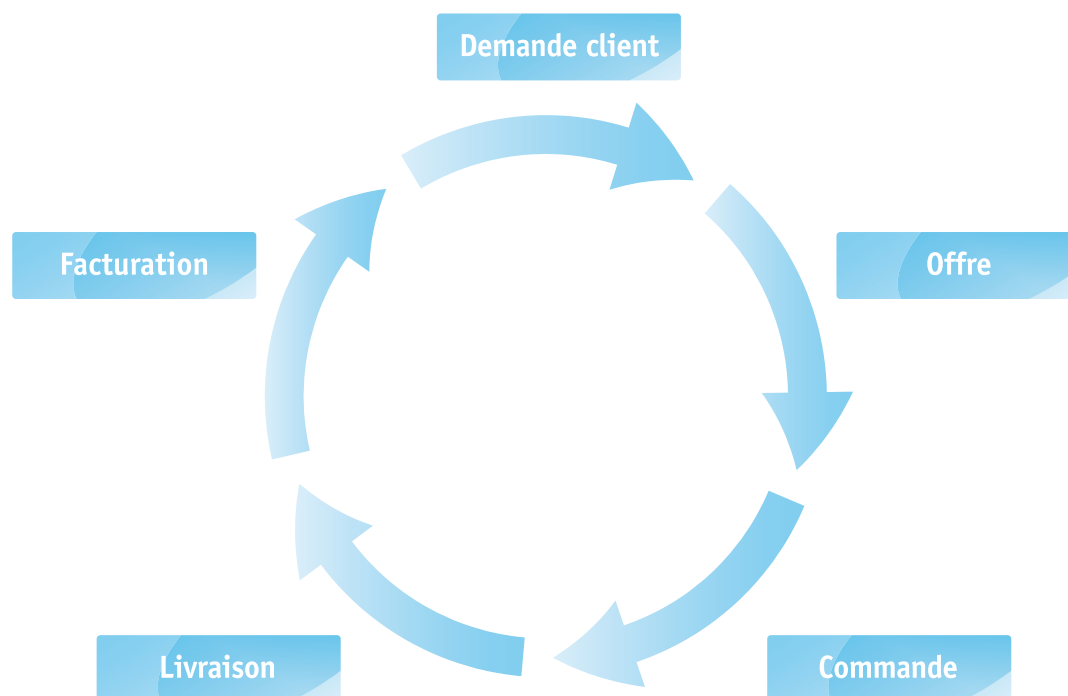 Demande client
Offre
Commande
Livraison
Facturation